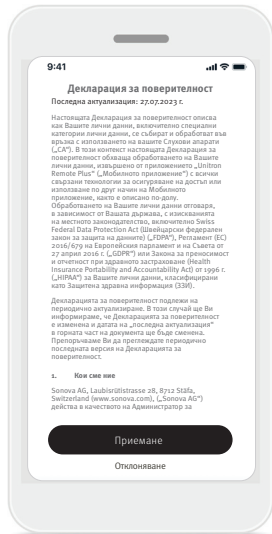 9:41
Декларация за поверителност
Последна актуализация: 27.07.2023 г.
Настоящата Декларация за поверителност описва
как Вашите лични данни, включително специални
категории лични данни, се събират и обработват във
връзка с използването на вашите Слухови апарати
(„СА“). В този контекст настоящата Декларация за
поверителност обхваща обработването на Вашите
лични данни, извършено от приложението „Unitron
Remote Plus“ („Мобилното приложение“) с всички
свързани технологии за осигуряване на достъп или
използване по друг начин на Мобилното
приложение, както е описано по-долу.
Обработването на Вашите лични данни отговаря,
в зависимост от Вашата държава, с изискванията
на местното законодателство, включително Swiss
Federal Data Protection Act (Швейцарски федерален
закон за защита на данните) („FDPA“), Регламент (ЕС)
2016/679 на Европейския парламент и на Съвета от
27 април 2016 г. („GDPR“) или Закона за преносимост
и отчетност при здравното застраховане (Health
Insurance Portability and Accountability Act) от 1996 г.
(„HIPAA“) за Вашите лични данни, класифицирани
като Защитена здравна информация (ЗЗИ).
Декларацията за поверителност подлежи на
периодично актуализиране. В този случай ще Ви
информираме, че Декларацията за поверителност
е изменена и датата на „последна актуализация“
в горната част на документа ще бъде сменена.
Препоръчваме Ви да преглеждате периодично
последната версия на Декларацията за
поверителност.
1. Кои сме ние
Sonova AG, Laubisrütistrasse 28, 8712 Stäfa,
Switzerland (www.sonova.com), („Sonova AG“)
действа в качеството на Администратор за
Приемане
Отклоняване